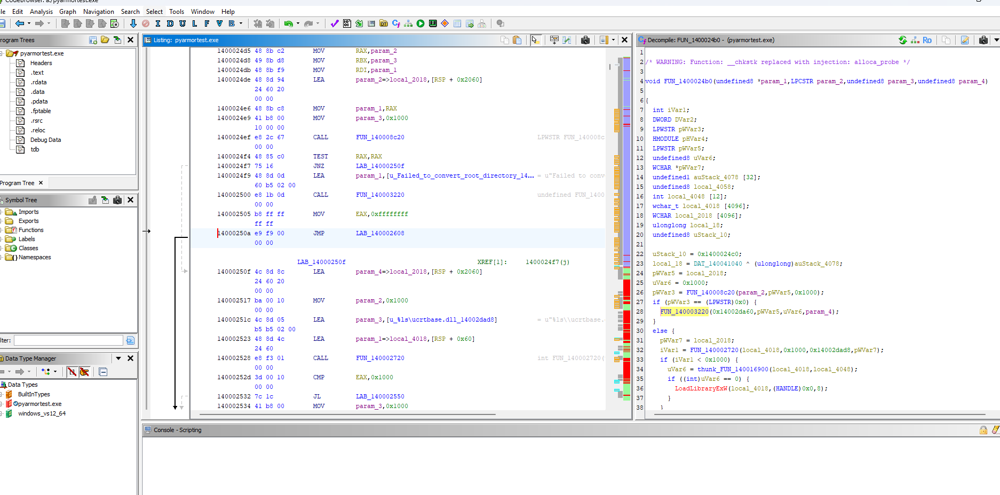 CodeBrowser: a:/pyarmortest.exe
ile Edit Analysis Graph Navigation Search Select Tools Window Help
I D U L F V B
rogram Trees
pyarmortest.exe
Headers
.text
.rdata
.data
.pdata
.fptable
.rsrc
.reloc
Debug Data
tdb
Program Tree
Symbol Tree
Imports
Exports
Functions
Labels
Classes
Namespaces
lter:
Data Type Manager
Data Types
BuiltInTypes
pyarmortest.exe
windows_vs12_64
Listing: pyarmortest.exe
1400024d5 48 8b c2 MOV RAX,param_2
1400024d8 49 8b d8 MOV RBX,param_3
1400024db 48 8b f9 MOV RDI,param_1
1400024de 48 8d 94 LEA param_2=>local_2018,[RSP + 0x2060]
24 60 20
00 00
1400024e6 48 8b c8 MOV param_1,RAX
1400024e9 41 b8 00 MOV param_3,0x1000
10 00 00
1400024ef e8 2c 67 CALL FUN_140008c20 LPWSTR FUN_140008c
00 00
1400024f4 48 85 c0 TEST RAX,RAX
1400024f7 75 16 JNZ LAB_14000250f
1400024f9 48 8d 0d LEA param_1,[u_Failed_to_convert_root_directory_14... = u"Failed to conv
60 b5 02 00
140002500 e8 1b 0d CALL FUN_140003220 undefined FUN_1400
00 00
140002505 b8 ff ff MOV EAX,0xffffffff
ff ff
14000250a e9 f9 00 JMP LAB_140002608
00 00
LAB_14000250f XREF[1]: 1400024f7(j)
14000250f 4c 8d 8c LEA param_4=>local_2018,[RSP + 0x2060]
24 60 20
00 00
140002517 ba 00 10 MOV param_2,0x1000
00 00
14000251c 4c 8d 05 LEA param_3,[u_%ls\ucrtbase.dll_14002dad8] = u"%ls\\ucrtbase.
b5 b5 02 00
140002523 48 8d 4c LEA param_1=>local_4018,[RSP + 0x60]
24 60
140002528 e8 f3 01 CALL FUN_140002720 int FUN_140002720(
00 00
14000252d 3d 00 10 CMP EAX,0x1000
00 00
140002532 7c 1c JL LAB_140002550
140002534 41 b8 00 MOV param_3,0x1000
Decompile: FUN_1400024b0 - (pyarmortest.exe)
Ro
1
2 /* WARNING: Function: __chkstk replaced with injection: alloca_probe */
3
4 void FUN_1400024b0(undefined8 *param_1,LPCSTR param_2,undefined8 param_3,undefined8 param_4)
5
6 {
7 int iVar1;
8 DWORD DVar2;
9 LPWSTR pWVar3;
10 HMODULE pHVar4;
11 LPWSTR pWVar5;
12 undefined8 uVar6;
13 WCHAR *pWVar7;
14 undefined1 auStack_4078 [32];
15 undefined8 local_4058;
16 int local_4048 [12];
17 wchar_t local_4018 [4096];
18 WCHAR local_2018 [4096];
19 ulonglong local_18;
20 undefined8 uStack_10;
21
22 uStack_10 = 0x1400024c0;
23 local_18 = DAT_140041040 ^ (ulonglong)auStack_4078;
24 pWVar5 = local_2018;
25 uVar6 = 0x1000;
26 pWVar3 = FUN_140008c20(param_2,pWVar5,0x1000);
27 if (pWVar3 == (LPWSTR)0x0) {
28 FUN_140003220(0x14002da60,pWVar5,uVar6,param_4);
29 }
30 else {
31 pWVar7 = local_2018;
32 iVar1 = FUN_140002720(local_4018,0x1000,0x14002dad8,pWVar7);
33 if (iVar1 < 0x1000) {
34 uVar6 = thunk_FUN_140016900(local_4018,local_4048);
35 if ((int)uVar6 == 0) {
36 LoadLibraryExW(local_4018,(HANDLE)0x0,8);
37 }
38 }
Console - Scripting